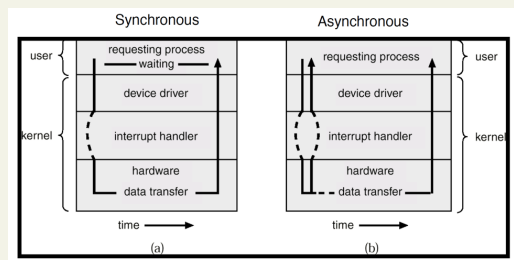 Synchronous
Asynchronous
user
requesting process
waiting
device driver
kernel
interrupt handler
hardware
data transfer
time
(a)
requesting process
user
device driver
interrupt handler
kernel
hardware
data transfer
time
(b)